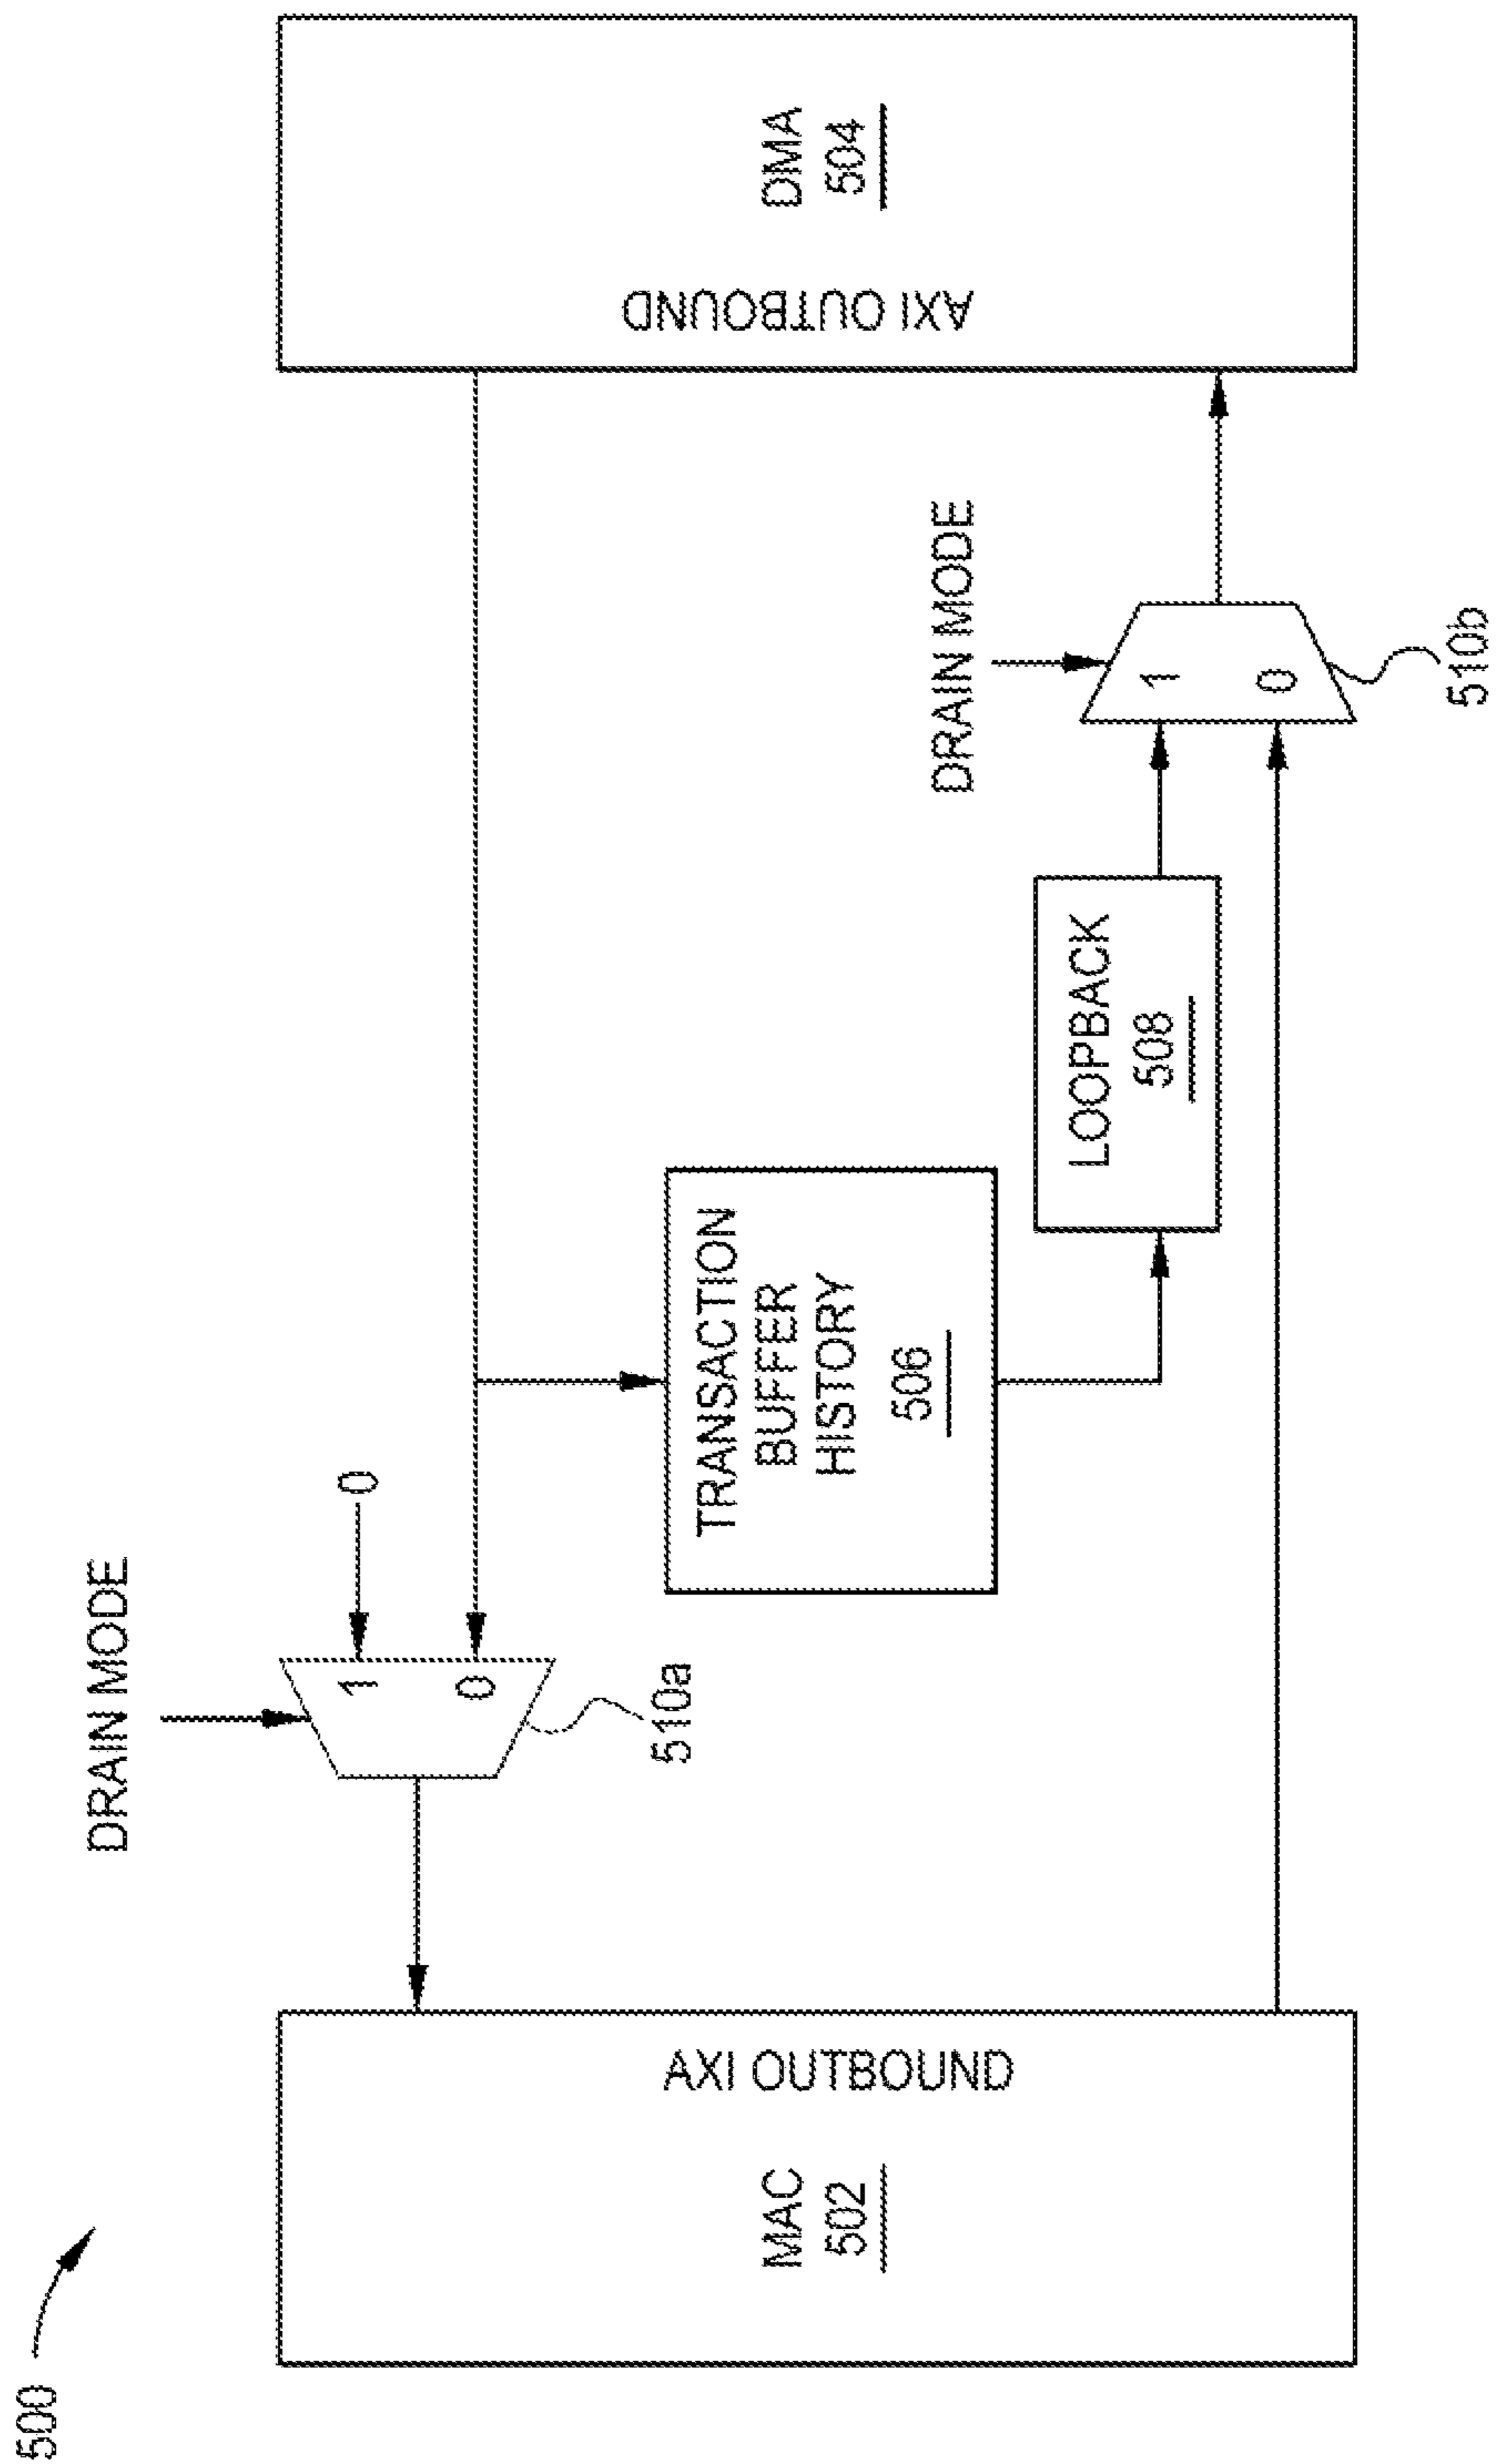 500
DRAIN MODE
0
1
0
510a
MAC
502
AXI OUTBOUND
TRANSACTION
BUFFER
HISTORY
506
LOOPBACK
508
DRAIN MODE
1
0
510b
AXI OUTBOUND
DMA
504